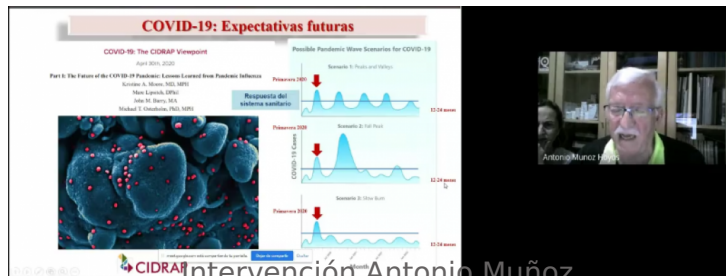 COVID-19: Expectativas futuras
COVID-19: The CIDRAP Viewpoint
April 30th, 2020
Part 1: The Future of the COVID-19 Pandemic: Lessons Learned from Pandemic Influenza
Kristine A. Moore, MD, MPH
Marc Lipsitch, DPhil
John M. Barry, MA
Michael T. Osterholm, PhD, MPH
Possible Pandemic Wave Scenarios for COVID-19
Scenario 1: Peaks and Valleys
Primavera 2020
Respuesta del
sistema sanitario
12-24 meses
Primavera 2020
Scenario 2: Fall Peak
COVID-19 Cases
12-24 meses
Primavera 2020
Scenario 3: Slow Burn
12-24 meses
Month
CIDRAP
Antonio Munoz Hoyos
Intervención Antonio Muñoz